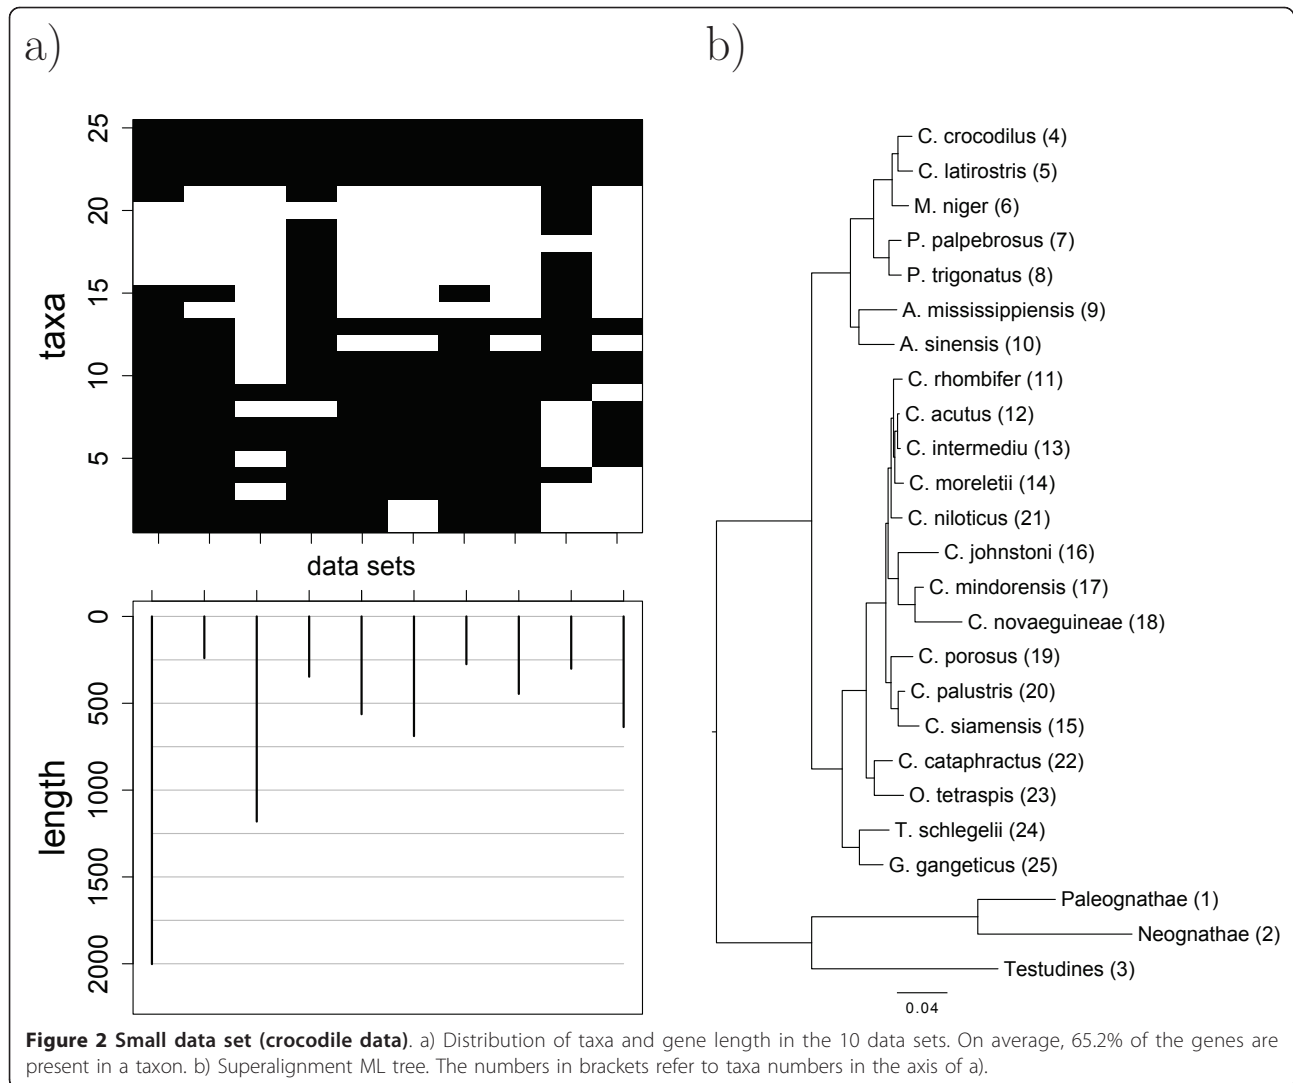 a)
b)
taxa
25
20
15
10
5
data sets
length
0
500
1000
1500
2000
C. crocodilus (4)
C. latirostris (5)
M. niger (6)
P. palpebrosus (7)
P. trigonatus (8)
A. mississippiensis (9)
A. sinensis (10)
C. rhombifer (11)
C. acutus (12)
C. intermediu (13)
C. moreletii (14)
C. niloticus (21)
C. johnstoni (16)
C. mindorensis (17)
C. novaeguineae (18)
C. porosus (19)
C. palustris (20)
C. siamensis (15)
C. cataphractus (22)
O. tetraspis (23)
T. schlegelii (24)
G. gangeticus (25)
Paleognathae (1)
Neognathae (2)
Testudines (3)
0.04
Figure 2 Small data set (crocodile data). a) Distribution of taxa and gene length in the 10 data sets. On average, 65.2% of the genes are
present in a taxon. b) Superalignment ML tree. The numbers in brackets refer to taxa numbers in the axis of a).